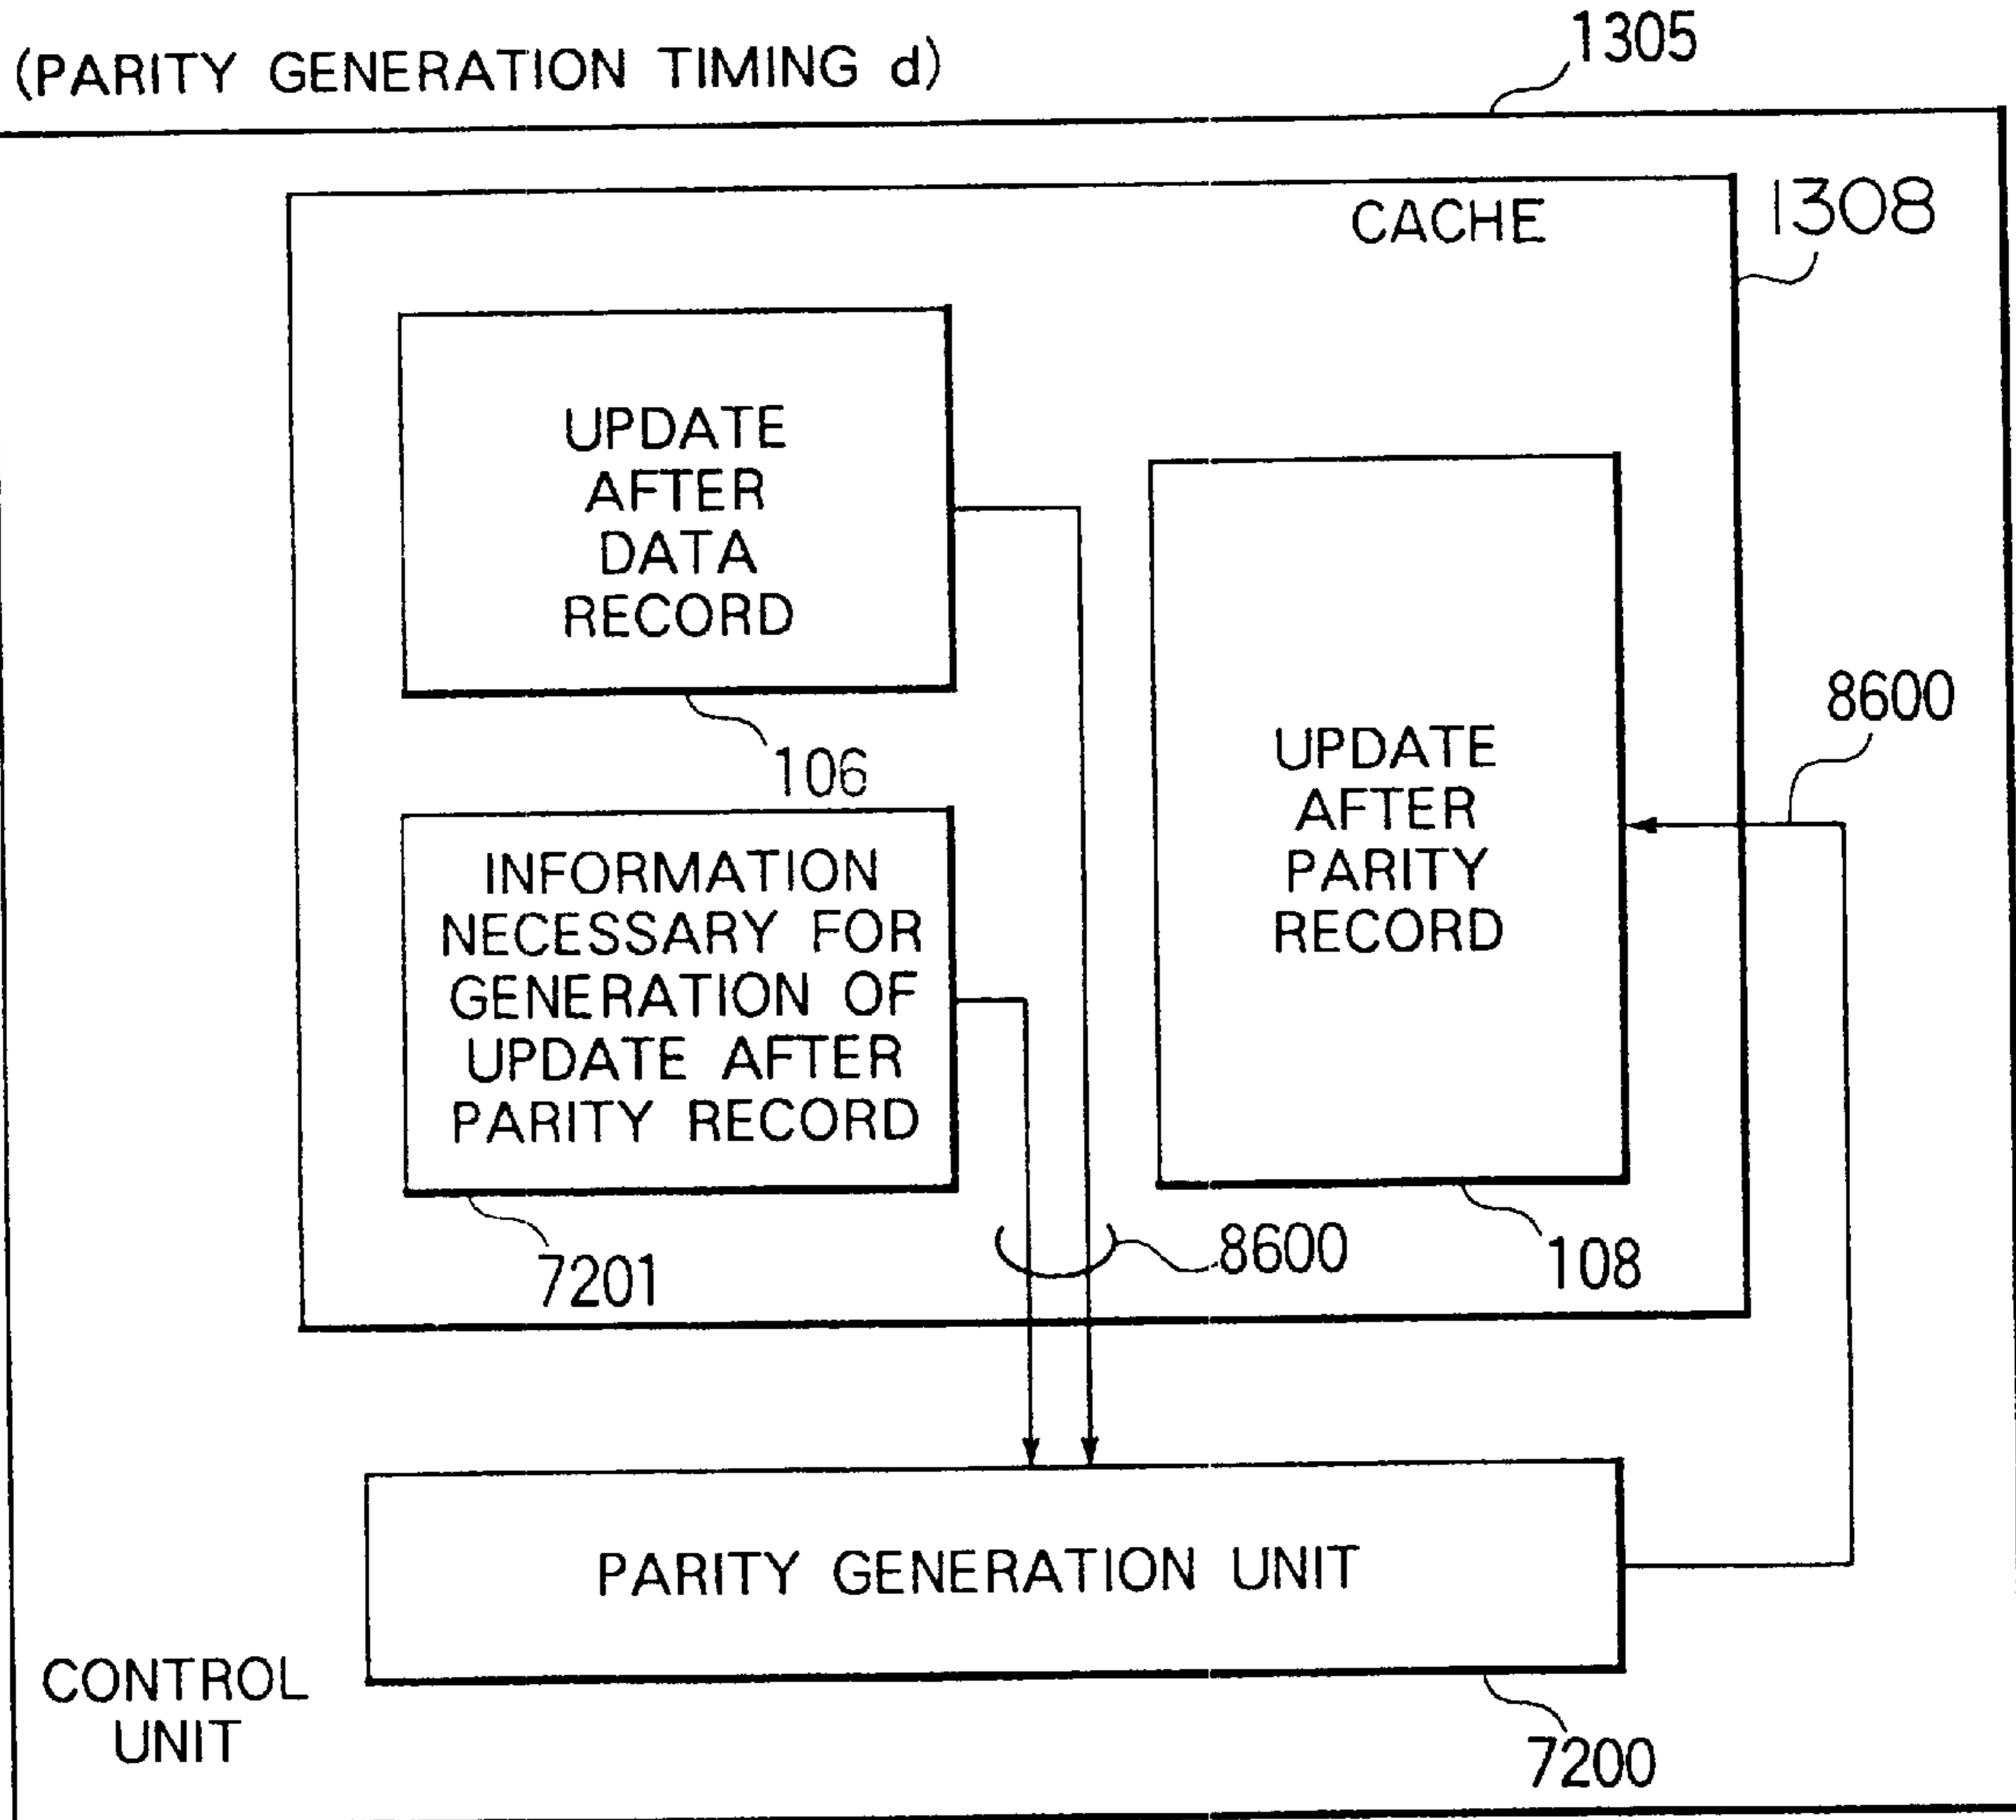 (PARITY GENERATION TIMING d)
1305
CACHE
1308
UPDATE
AFTER
DATA
RECORD
106
UPDATE
AFTER
PARITY
RECORD
8600
INFORMATION
NECESSARY FOR
GENERATION OF
UPDATE AFTER
PARITY RECORD
7201
8600
108
PARITY GENERATION UNIT
CONTROL
UNIT
7200